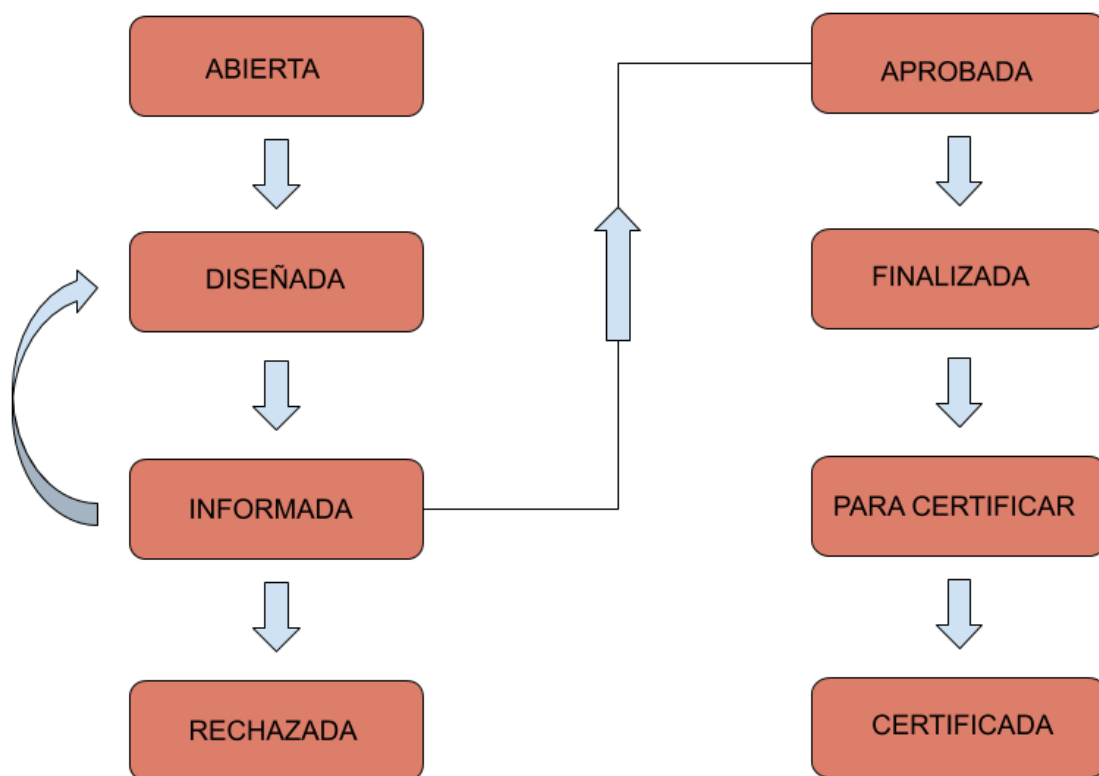 ABIERTA
DISEÑADA
INFORMADA
RECHAZADA
APROBADA
FINALIZADA
PARA CERTIFICAR
CERTIFICADA